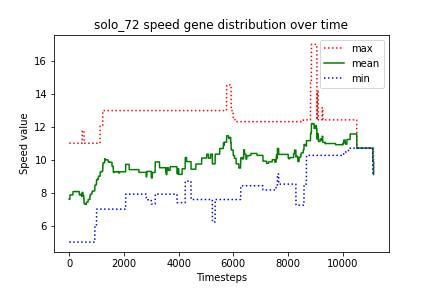 solo_72 speed gene distribution over time
max
mean
min
Speed value
16
14
12
10
8
6
0
2000
4000
6000
8000
10000
Timesteps